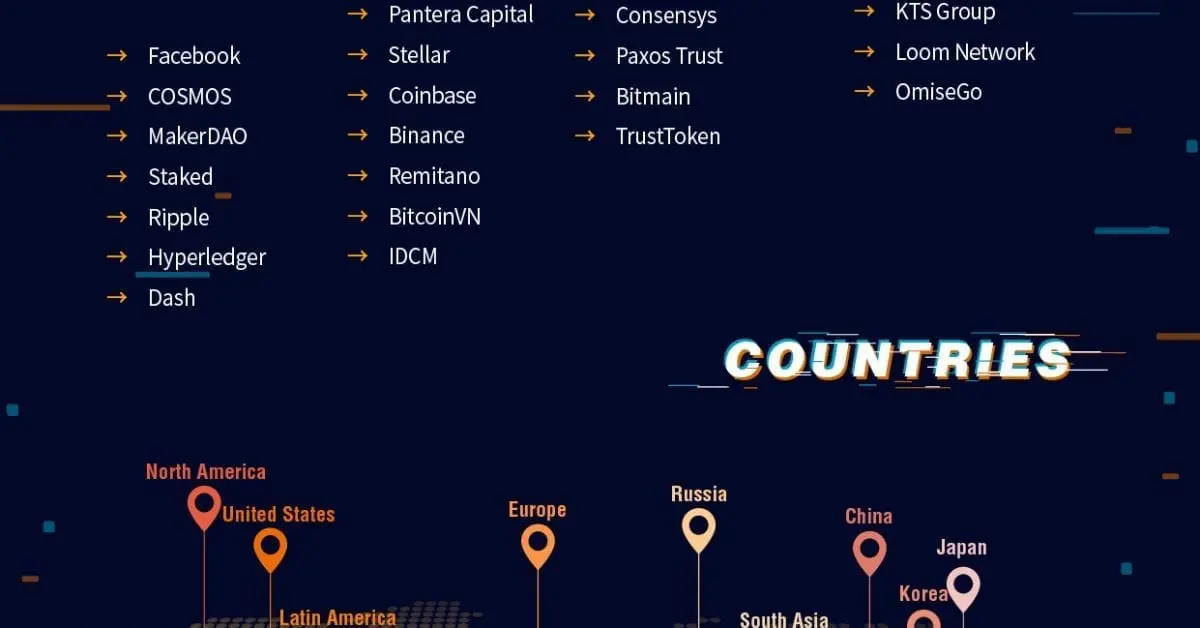 Facebook
COSMOS
MakerDAO
Staked
Ripple
Hyperledger
Dash
Pantera Capital
Stellar
Coinbase
Binance
Remitano
BitcoinVN
IDCM
Consensys
Paxos Trust
Bitmain
TrustToken
KTS Group
Loom Network
OmiseGo
COUNTRIES
North America
United States
Latin America
Europe
Russia
South Asia
China
Japan
Korea